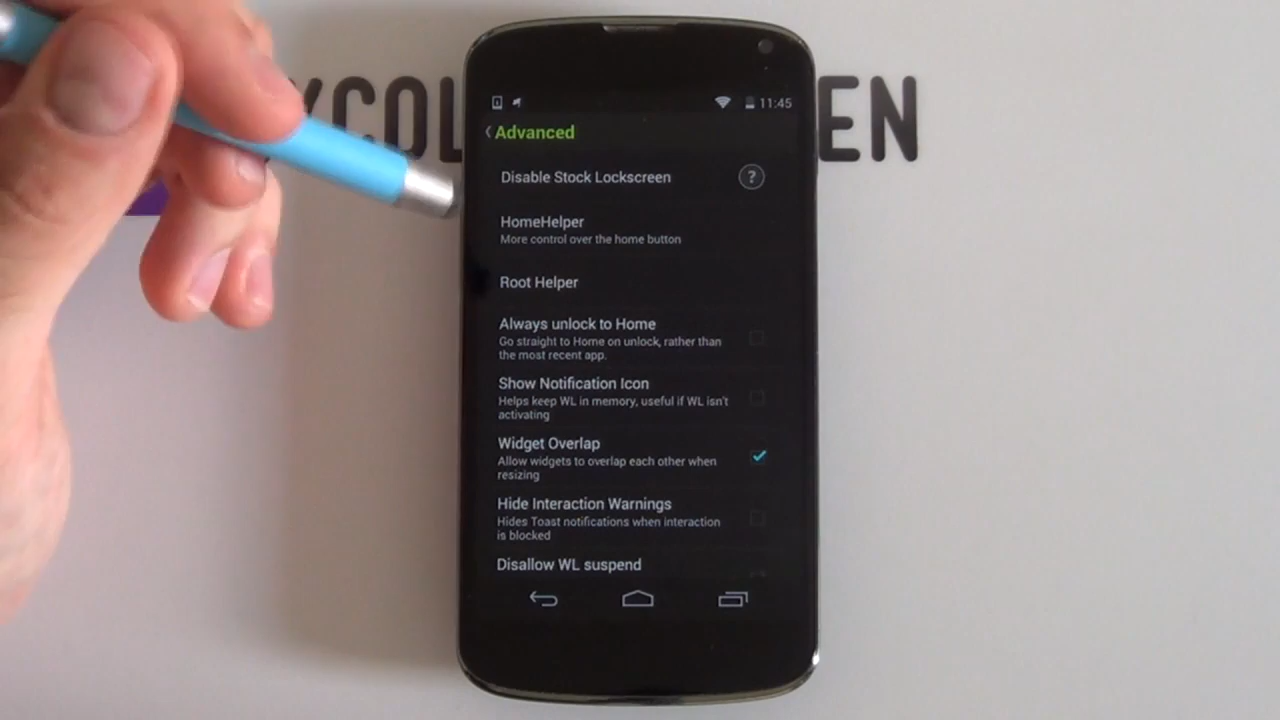 11:45
Advanced
Disable Stock Lockscreen
?
HomeHelper
More control over the home button
Root Helper
Always unlock to Home
Go straight to Home on unlock, rather than
the most recent app.
Show Notification Icon
Helps keep WL in memory, useful if WL isn't
activating
Widget Overlap
Allow widgets to overlap each other when
resizing
Hide Interaction Warnings
Hides Toast notifications when interaction
is blocked
Disallow WL suspend